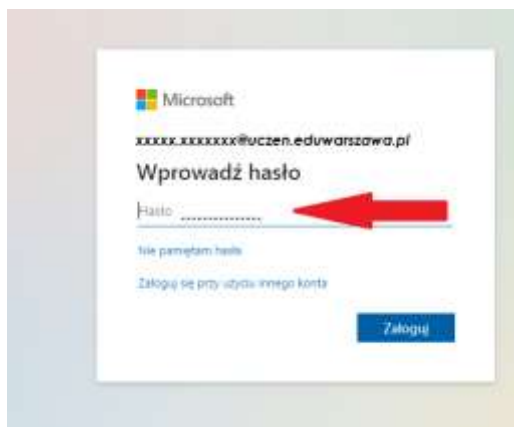 Microsoft
xxxxx.xxxxxxx@uczen.eduwarszawa.pl
Wprowadź hasło
Hasło
Nie pamiętam hasła
Zaloguj się przy użyciu innego konta
Zaloguj